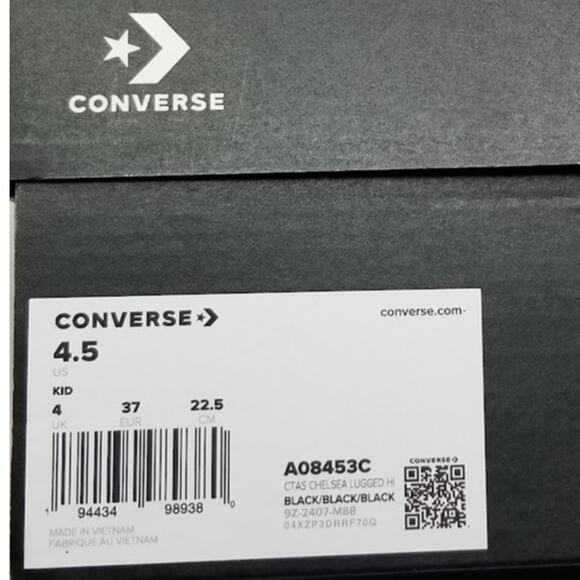 CONVERSE
CONVERSE
converse.com
4.5
US
KID
4 37 22.5
UK EUR CM
1 94434 98938 0
A08453C
CONVERSE
CTAS CHELSEA LUGGED HI
BLACK/BLACK/BLACK
9Z-2407-M88
04XZP3DRRF70Q
MADE IN VIETNAM
FABRIQUE AU VIETNAM